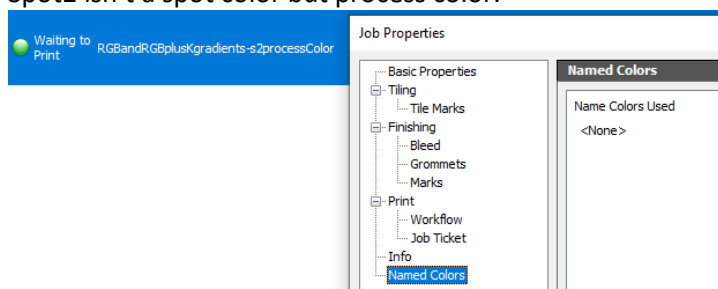 Spot2 isn't a spot color but process color.
Waiting to Print
RGBandRGBplusKgradients-s2processColor
Job Properties
Basic Properties
Tiling
Tile Marks
Finishing
Bleed
Grommets
Marks
Print
Workflow
Job Ticket
Info
Named Colors
Named Colors
Name Colors Used
<None>